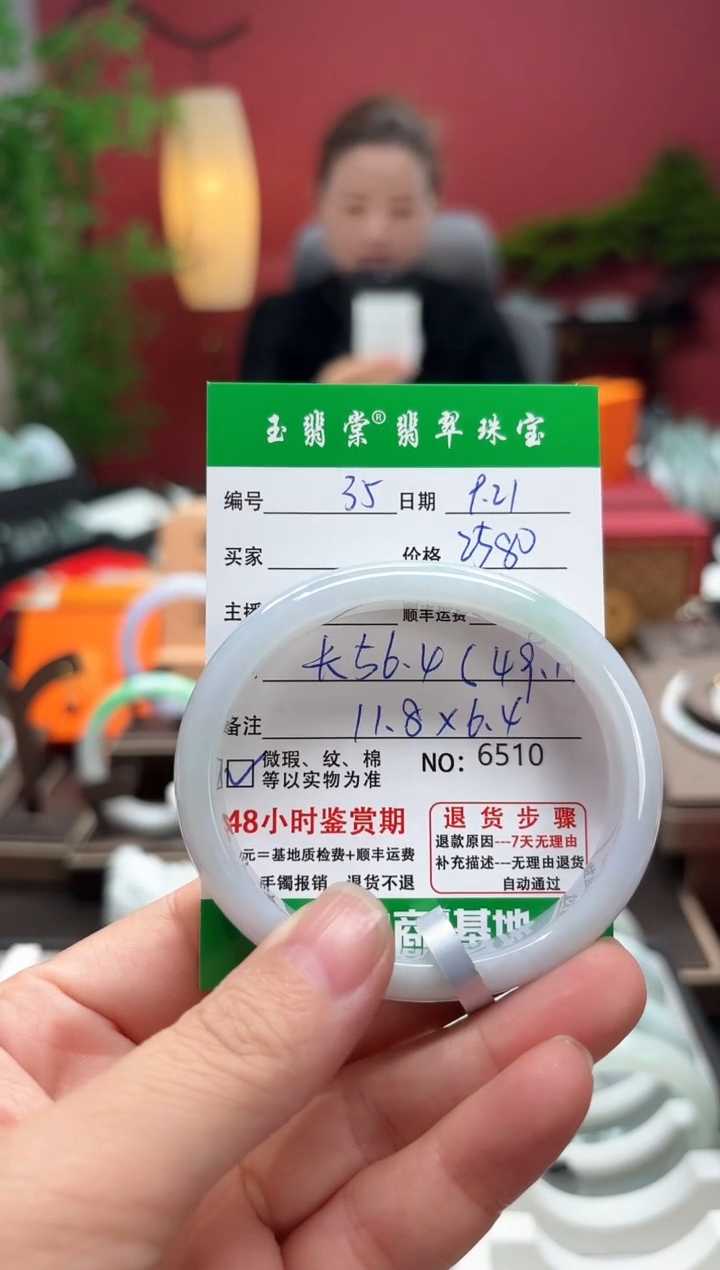 玉翡棠®翡翠珠宝
编号 35 日期 9.21
买家 价格 2580
主播 顺丰运费
长56.4(49.
11.8×6.4
备注
微瑕、纹、棉
等以实物为准
NO: 6510
48小时鉴赏期
元=基地质检费+顺丰运费
手镯报销 退货不退
退货步骤
退款原因---7天无理由
补充描述---无理由退货
自动通过
商 基地